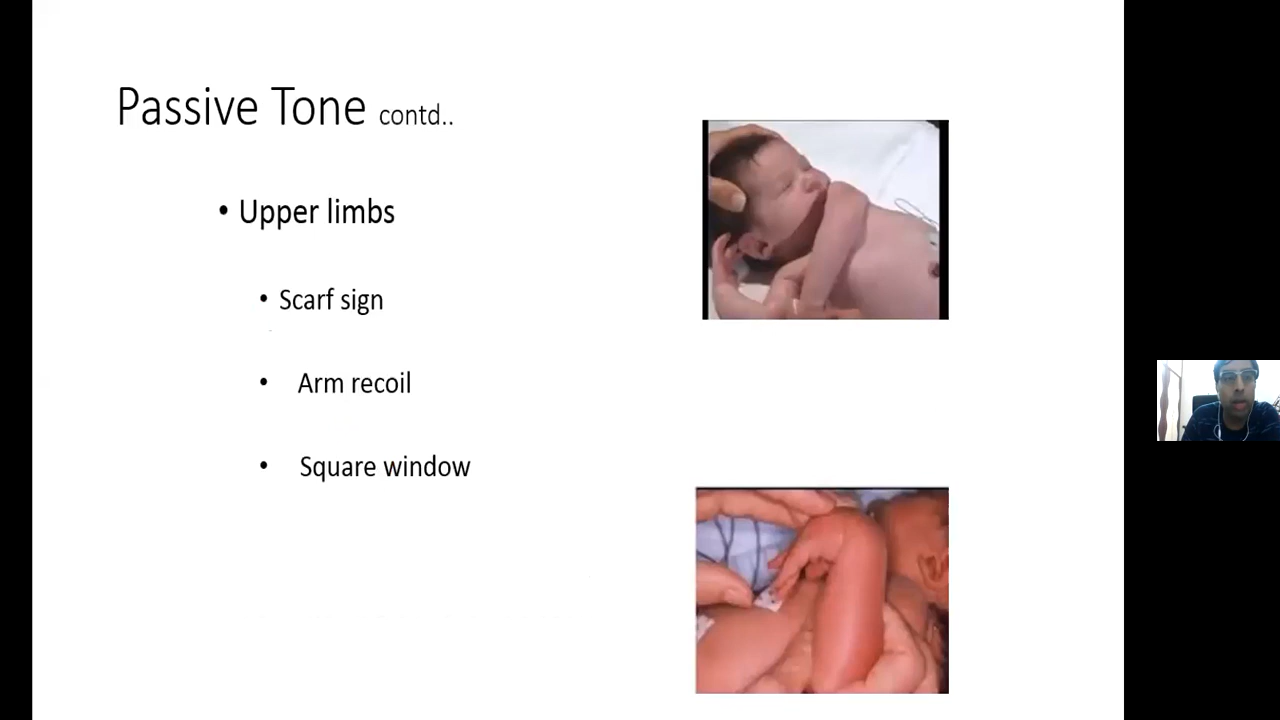 Passive Tone contd..
• Upper limbs
• Scarf sign
• Arm recoil
• Square window